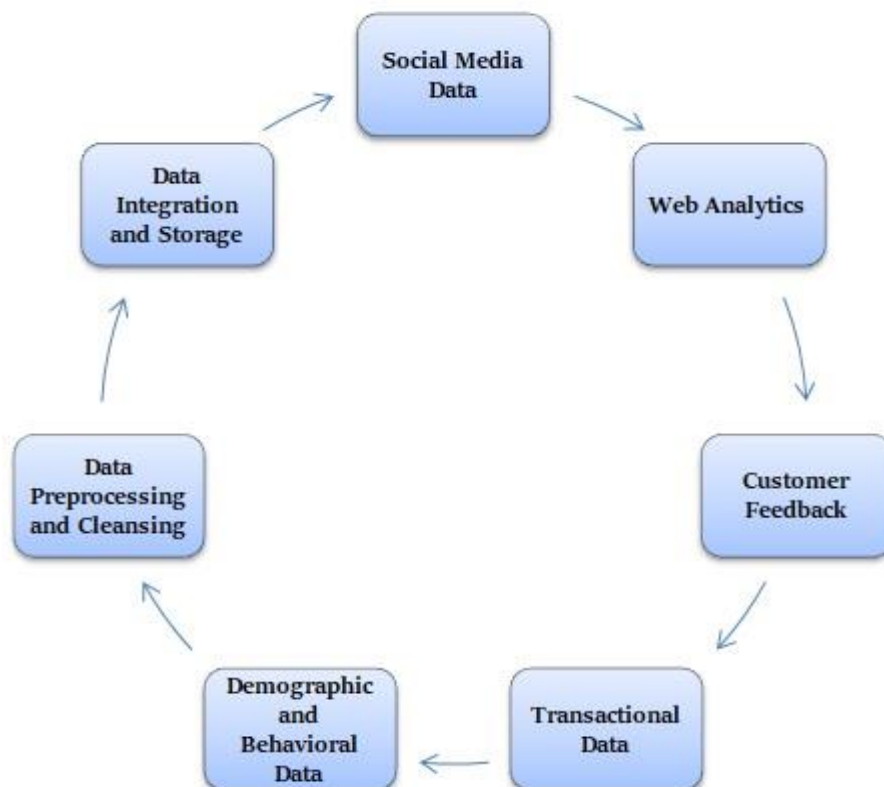 Social Media
Data
Web Analytics
Customer
Feedback
Transactional
Data
Demographic
and
Behavioral
Data
Data
Preprocessing
and Cleansing
Data
Integration
and Storage